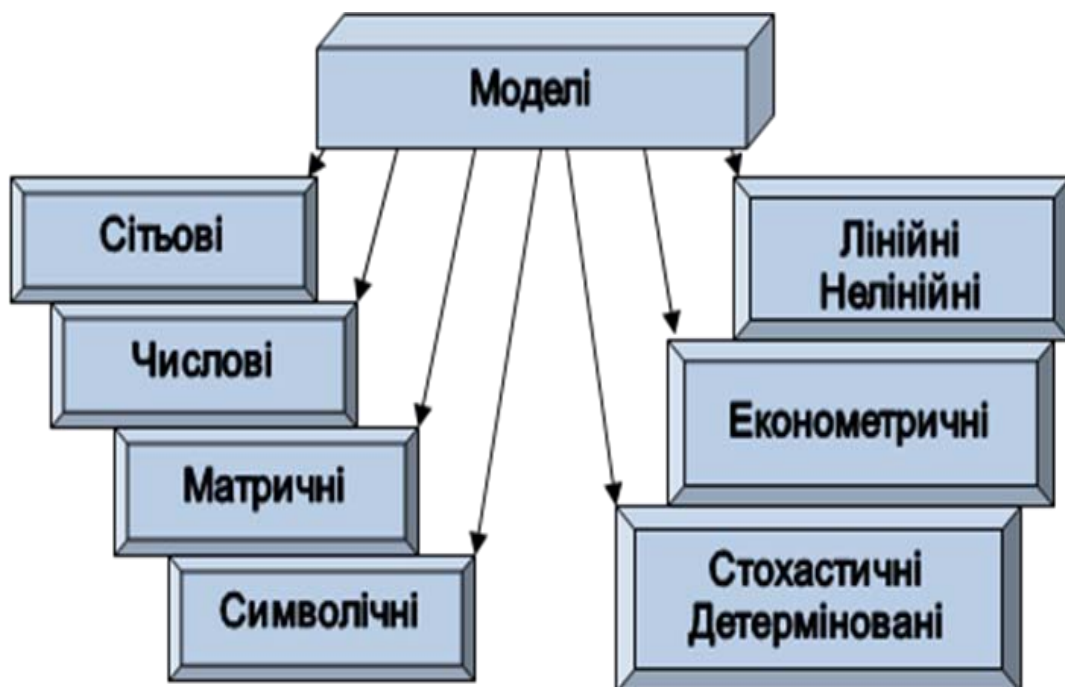 Моделі
Сітьові
Числові
Матричні
Символічні
Лінійні
Нелінійні
Економетричні
Стохастичні
Детерміновані